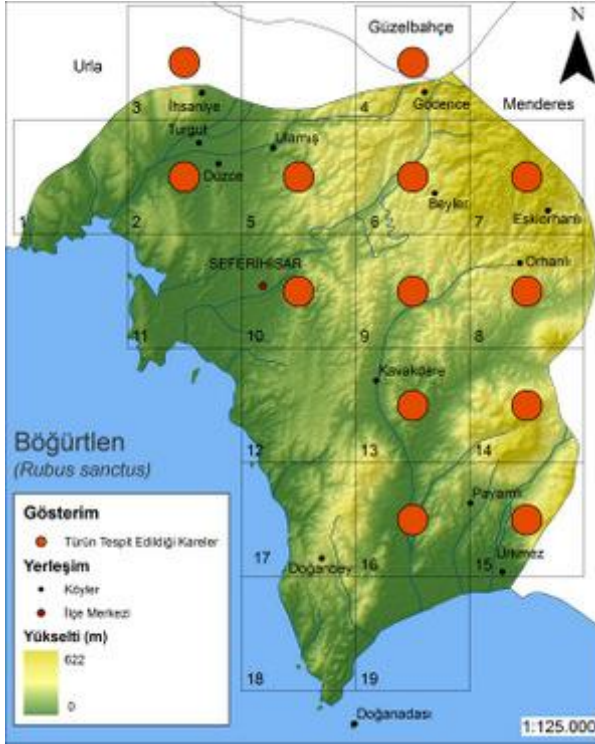 Güzelbahçe
N
Urla
3
İhsaniye
4
Gödence
Menderes
Turgut
Ulamış
Düzce
Beyler
Eskiorhanlı
1
2
5
6
7
SEFERİHİSAR
Orhanlı
11
10
9
8
Kavakdere
Böğürtlen
(Rubus sanctus)
12
13
14
Payamlı
Gösterim
Türün Tespit Edildiği Kareler
Yerleşim
Köyler
İlçe Merkezi
Yükselti (m)
622
0
17
Doğanbey
16
15
Ürkmez
18
19
Doğanadası
1:125.000